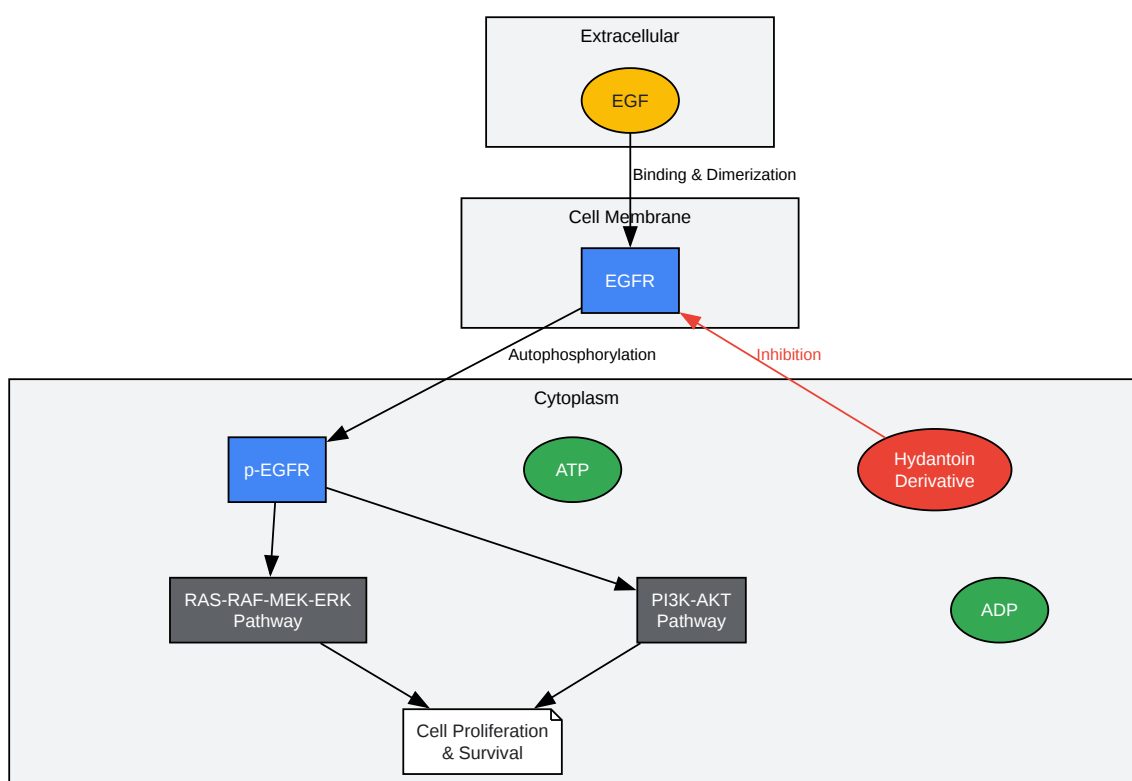 Extracellular
EGF
Binding & Dimerization
Cell Membrane
EGFR
Autophosphorylation
Inhibition
Cytoplasm
p-EGFR
ATP
Hydantoin
Derivative
RAS-RAF-MEK-ERK
Pathway
PI3K-AKT
Pathway
ADP
Cell Proliferation
& Survival